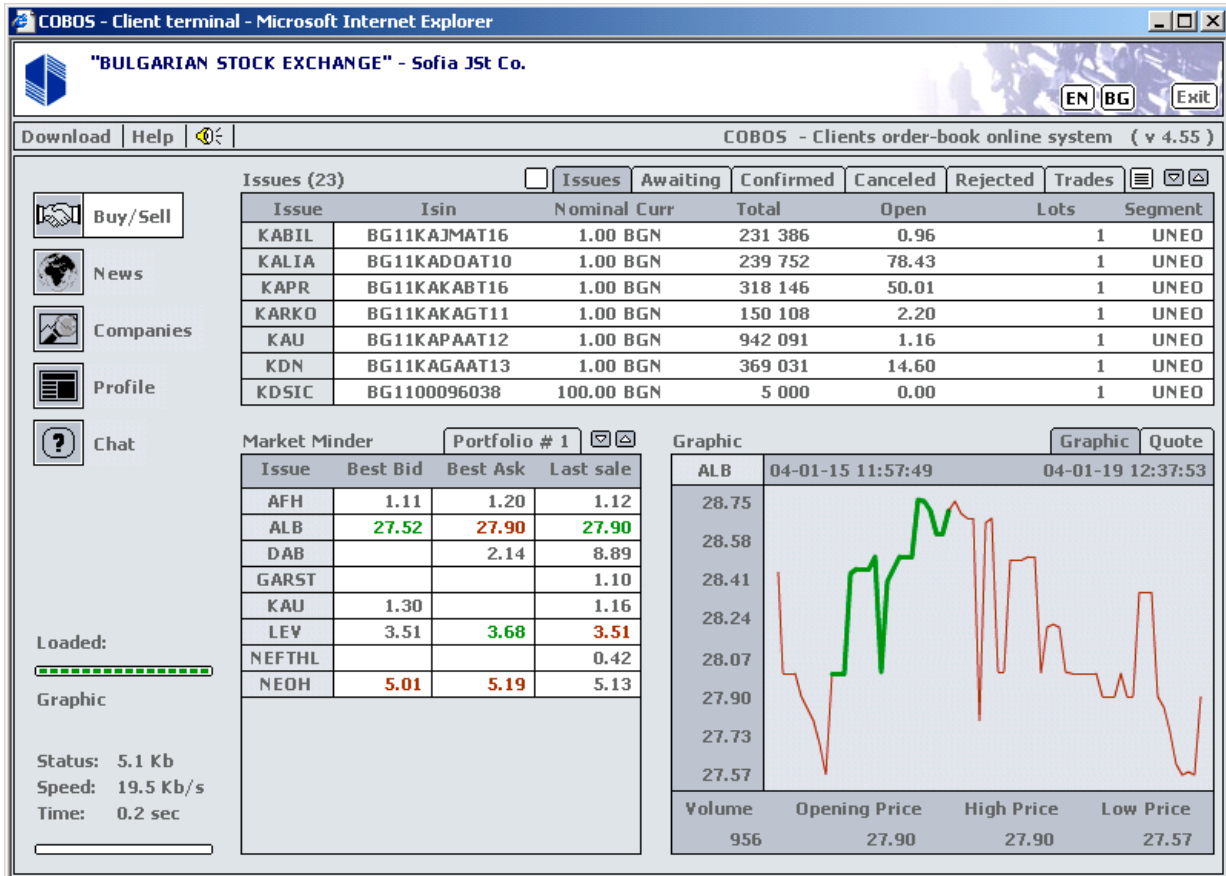 COBOS - Client terminal - Microsoft Internet Explorer
"BULGARIAN STOCK EXCHANGE" - Sofia JSt Co.
EN BG Exit
Download Help COBOS - Clients order-book online system ( v 4.55 )
Buy/Sell
News
Companies
Profile
Chat
Issues (23) Issues Awaiting Confirmed Canceled Rejected Trades
Issue Isin Nominal Curr Total Open Lots Segment
KABIL BG11KAJMAT16 1.00 BGN 231 386 0.96 1 UNEO
KALIA BG11KADOAT10 1.00 BGN 239 752 78.43 1 UNEO
KAPR BG11KAKABT16 1.00 BGN 318 146 50.01 1 UNEO
KARKO BG11KAKAGT11 1.00 BGN 150 108 2.20 1 UNEO
KAU BG11KAPAAT12 1.00 BGN 942 091 1.16 1 UNEO
KDN BG11KAGAAT13 1.00 BGN 369 031 14.60 1 UNEO
KDSIC BG1100096038 100.00 BGN 5 000 0.00 1 UNEO
Market Minder Portfolio # 1
Issue Best Bid Best Ask Last sale
AFH 1.11 1.20 1.12
ALB 27.52 27.90 27.90
DAB 2.14 8.89
GARST 1.10
KAU 1.30 1.16
LEV 3.51 3.68 3.51
NEFTHL 0.42
NEOH 5.01 5.19 5.13
Graphic Graphic Quote
ALB 04-01-15 11:57:49 04-01-19 12:37:53
28.75
28.58
28.41
28.24
28.07
27.90
27.73
27.57
Volume Opening Price High Price Low Price
956 27.90 27.90 27.57
Loaded:
Graphic
Status: 5.1 Kb
Speed: 19.5 Kb/s
Time: 0.2 sec